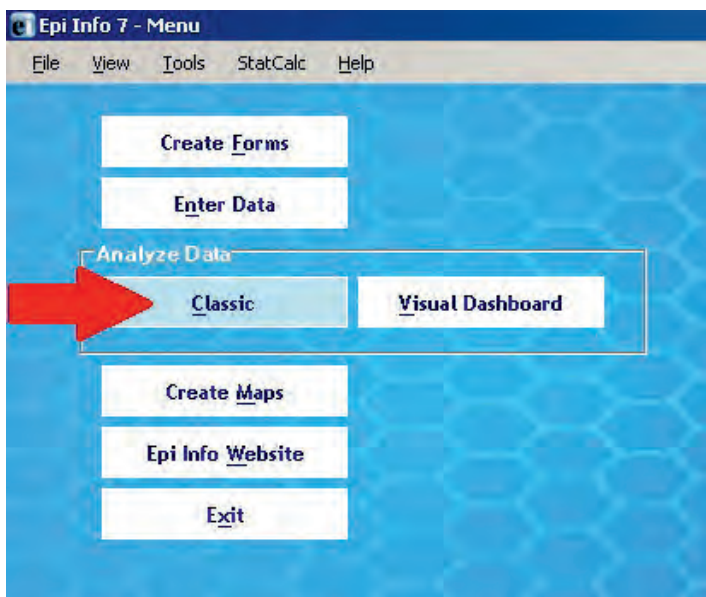 Epi Info 7 - Menu
File View Tools StatCalc Help
Create Forms
Enter Data
Analyze Data
Classic Visual Dashboard
Create Maps
Epi Info Website
Exit